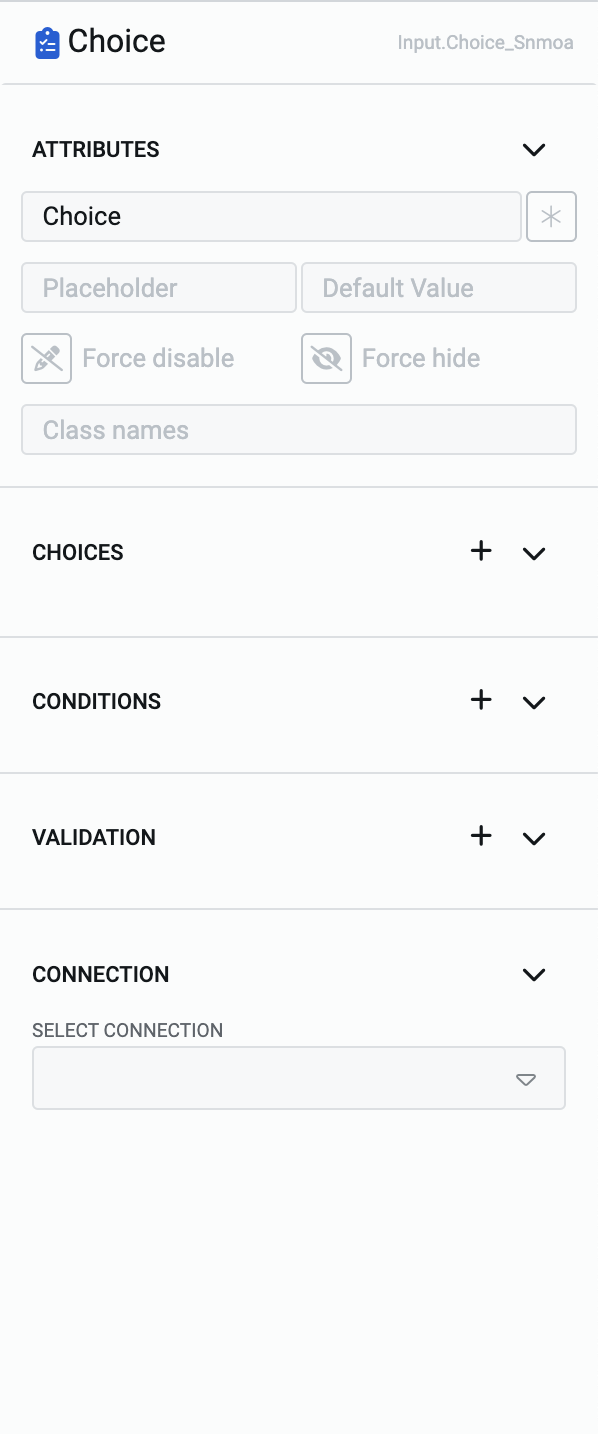 Choice
Input.Choice_Snmoa
ATTRIBUTES
Choice
Placeholder
Default Value
Force disable
Force hide
Class names
CHOICES
CONDITIONS
VALIDATION
CONNECTION
SELECT CONNECTION